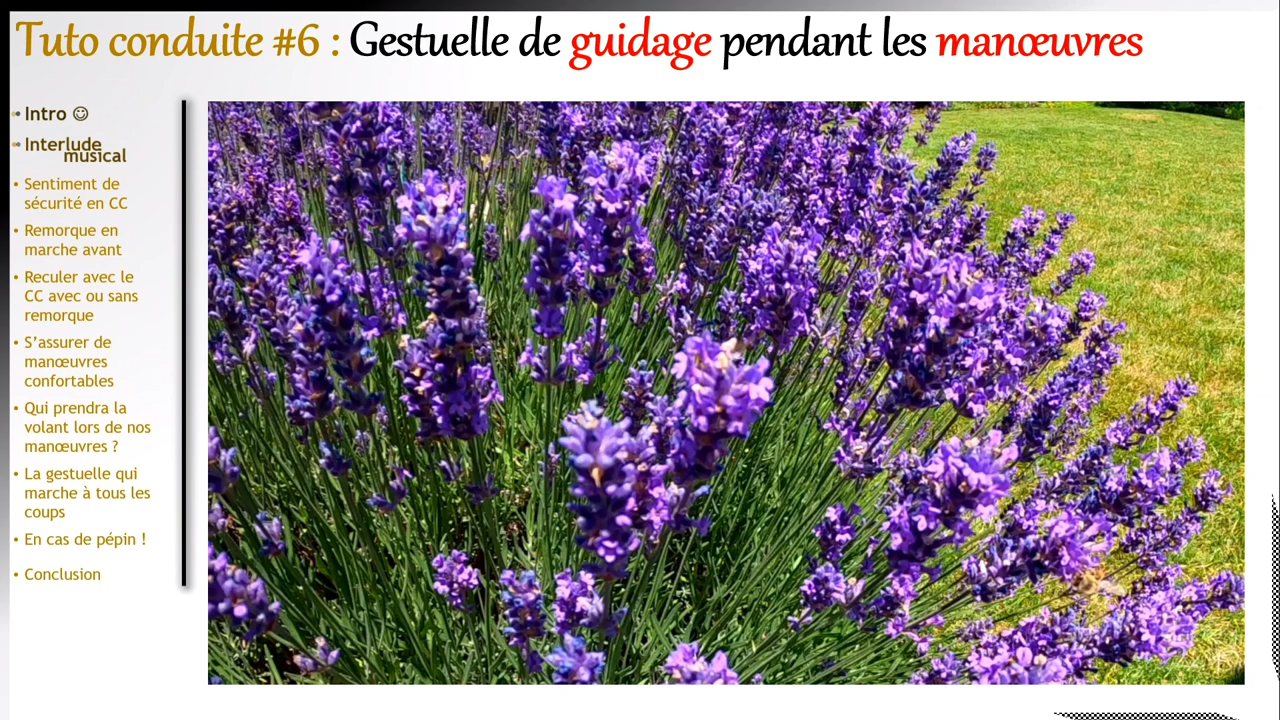 Tuto conduite #6 : Gestuelle de guidage pendant les manœuvres
• Intro ☺
• Interlude
musical
• Sentiment de
sécurité en CC
• Remorque en
marche avant
• Reculer avec le
CC avec ou sans
remorque
• S’assurer de
manœuvres
confortables
• Qui prendra la
volant lors de nos
manœuvres ?
• La gestuelle qui
marche à tous les
coups
• En cas de pépin !
• Conclusion